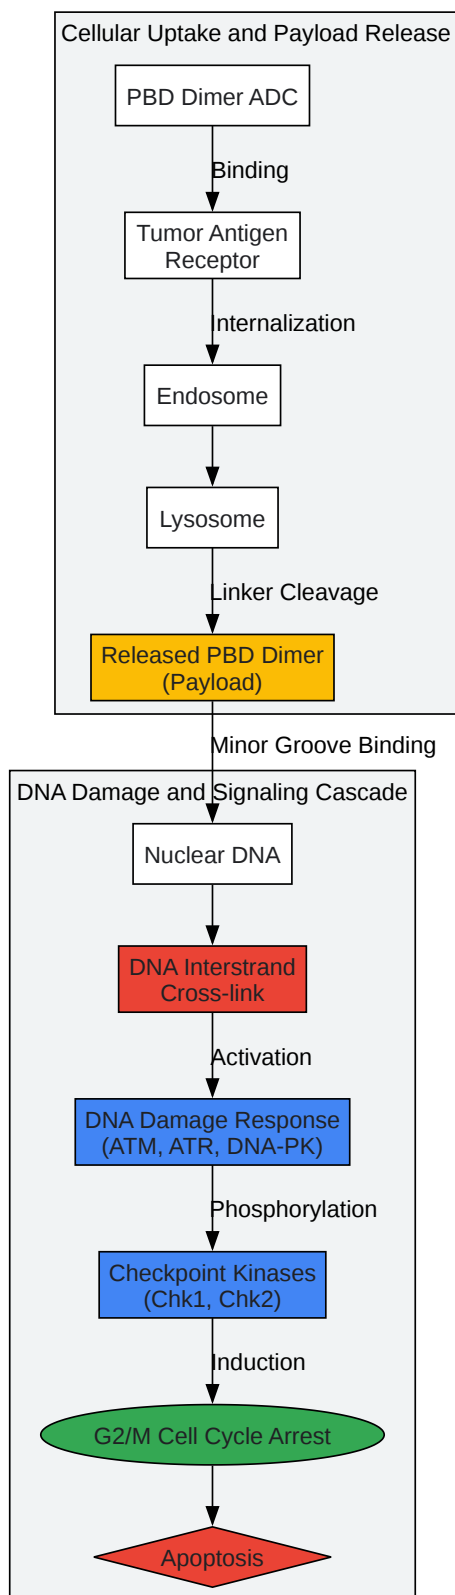 Cellular Uptake and Payload Release
PBD Dimer ADC
Binding
Tumor Antigen
Receptor
Internalization
Endosome
Lysosome
Linker Cleavage
Released PBD Dimer
(Payload)
Minor Groove Binding
DNA Damage and Signaling Cascade
Nuclear DNA
DNA Interstrand
Cross-link
Activation
DNA Damage Response
(ATM, ATR, DNA-PK)
Phosphorylation
Checkpoint Kinases
(Chk1, Chk2)
Induction
G2/M Cell Cycle Arrest
Apoptosis